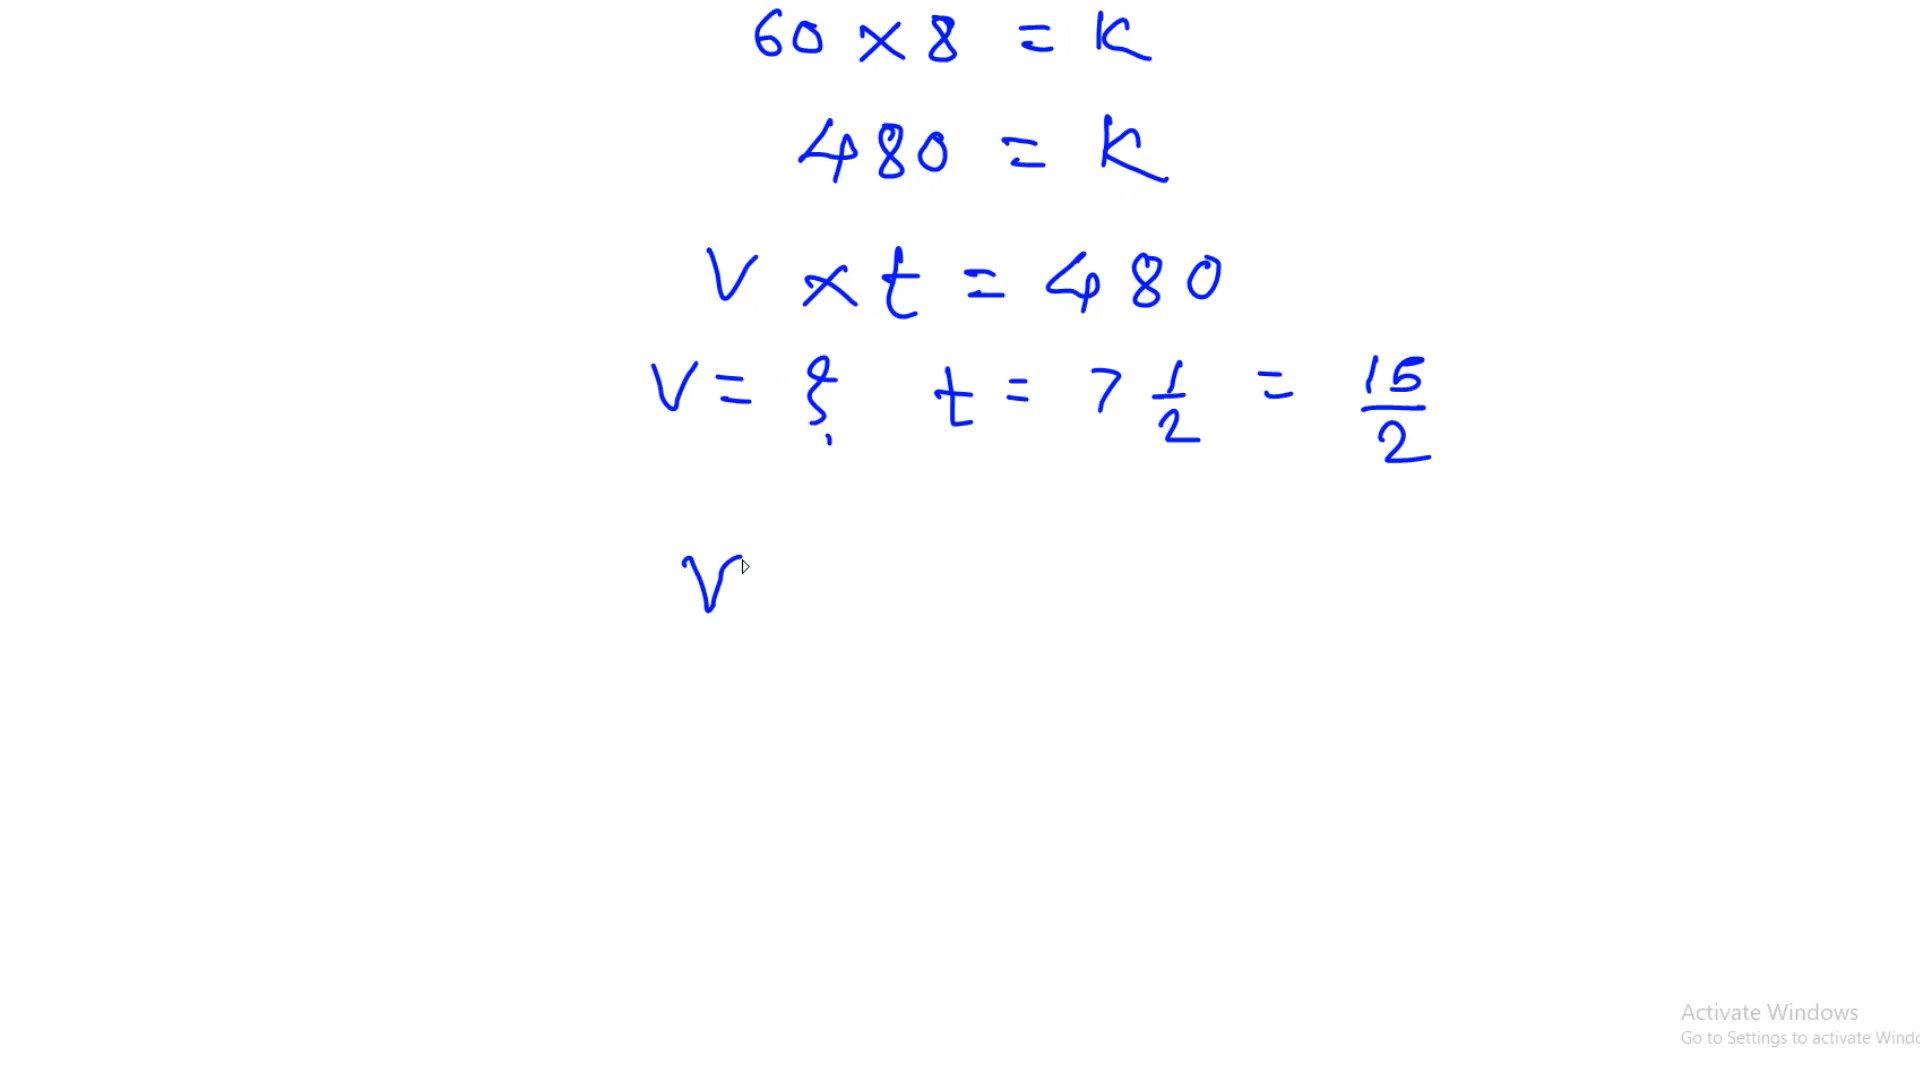 60 × 8 = K
480 = K
V × t = 480
V = ? t = 7 1/2 = 15/2
V
Activate Windows
Go to Settings to activate Windo